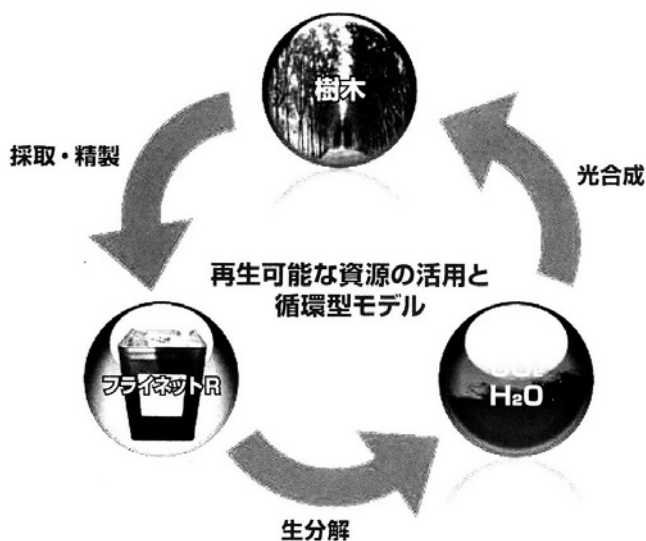 樹木
採取・精製
光合成
再生可能な資源の活用と
循環型モデル
フライネットR
CO₂
H₂O
生分解